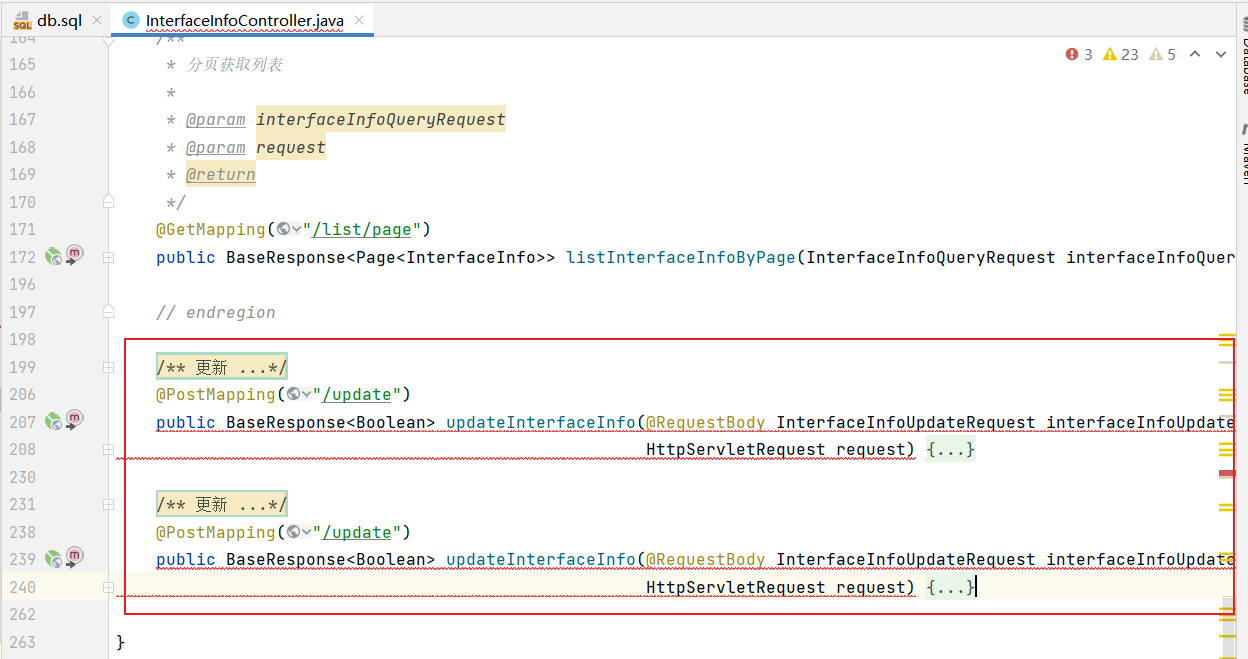 db.sql
InterfaceInfoController.java
3 23 5
164 /**
165 * 分页获取列表
166 *
167 * @param interfaceInfoQueryRequest
168 * @param request
169 * @return
170 */
171 @GetMapping("/list/page")
172 public BaseResponse<Page<InterfaceInfo>> listInterfaceInfoByPage(InterfaceInfoQueryRequest interfaceInfoQuer
196
197 // endregion
198
199 /** 更新 ...*/
206 @PostMapping("/update")
207 public BaseResponse<Boolean> updateInterfaceInfo(@RequestBody InterfaceInfoUpdateRequest interfaceInfoUpdate
208 HttpServletRequest request) {...}
230
231 /** 更新 ...*/
238 @PostMapping("/update")
239 public BaseResponse<Boolean> updateInterfaceInfo(@RequestBody InterfaceInfoUpdateRequest interfaceInfoUpdate
240 HttpServletRequest request) {...}
262
263 }
Database
Maven